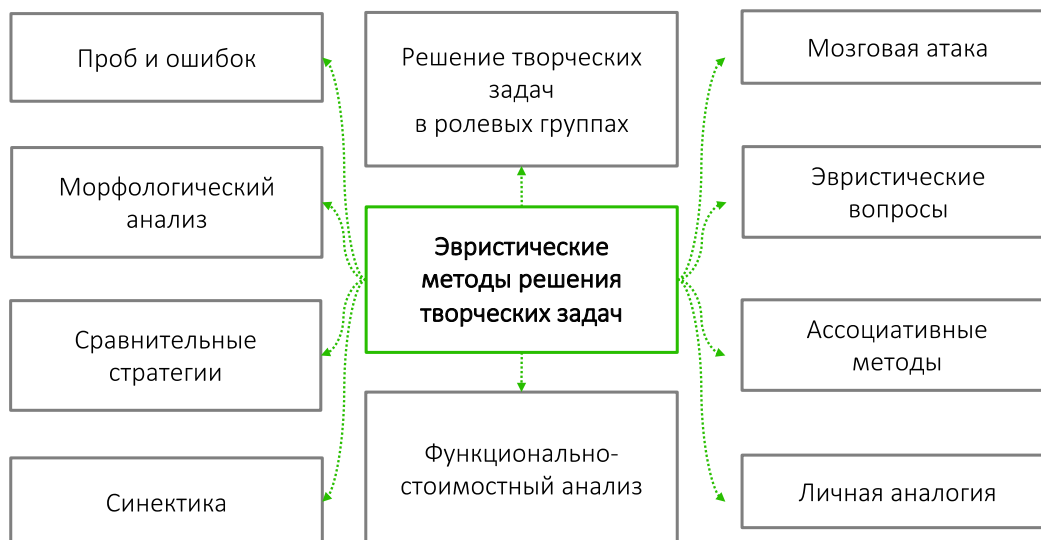 Проб и ошибок
Решение творческих
задач
в ролевых группах
Мозговая атака
Морфологический
анализ
Эвристические
методы решения
творческих задач
Эвристические
вопросы
Сравнительные
стратегии
Ассоциативные
методы
Синектика
Функционально-
стоимостный анализ
Личная аналогия